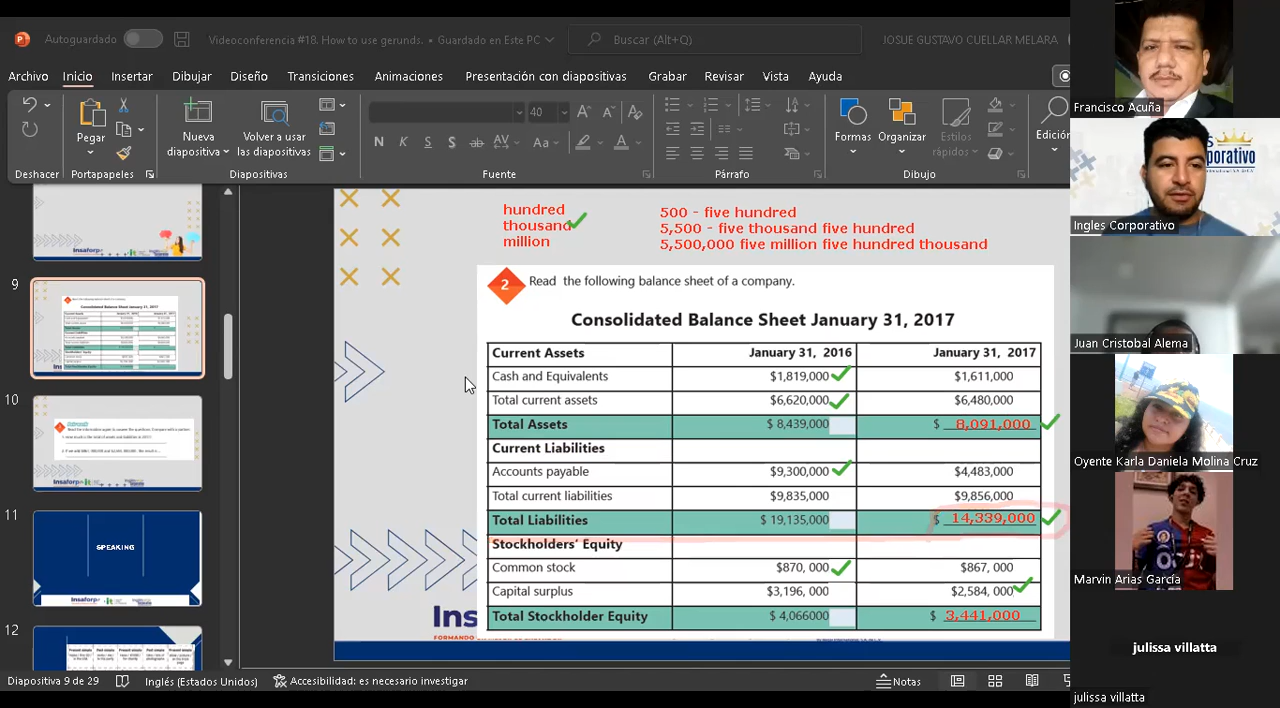 Autoguardado
Videoconferencia #18. How to use gerunds. • Guardado en Este PC
Buscar (Alt+Q)
JOSUE GUSTAVO CUELLAR MELARA
Archivo Inicio Insertar Dibujar Diseño Transiciones Animaciones Presentación con diapositivas Grabar Revisar Vista Ayuda
Pegar
Nueva diapositiva
Volver a usar las diapositivas
40
N K S S ab AV Aa A
Formas
Organizar
Estilos rápidos
Edición
Deshacer Portapapeles Diapositivas Fuente Párrafo Dibujo
9
10
11
SPEAKING
12
hundred
thousand
million
500 - five hundred
5,500 - five thousand five hundred
5,500,000 five million five hundred thousand
2 Read the following balance sheet of a company.
Consolidated Balance Sheet January 31, 2017
Current Assets January 31, 2016 January 31, 2017
Cash and Equivalents $1,819,000 $1,611,000
Total current assets $6,620,000 $6,480,000
Total Assets $ 8,439,000 $ 8,091,000
Current Liabilities
Accounts payable $9,300,000 $4,483,000
Total current liabilities $9,835,000 $9,856,000
Total Liabilities $ 19,135,000 $ 14,339,000
Stockholders' Equity
Common stock $870, 000 $867, 000
Capital surplus $3,196, 000 $2,584, 000
Total Stockholder Equity $ 4,066000 $ 3,441,000
Ins
Diapositiva 9 de 29
Inglés (Estados Unidos)
Accesibilidad: es necesario investigar
Notas
Francisco Acuña
Ingles Corporativo
Juan Cristobal Alema
Oyente Karla Daniela Molina Cruz
Marvin Arias García
julissa villatta
julissa villatta